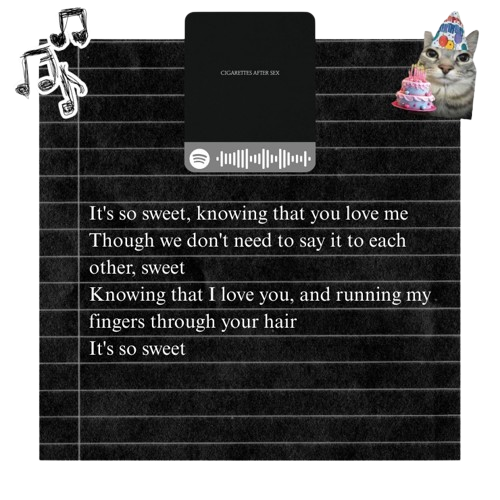 CIGARETTES AFTER SEX
It's so sweet, knowing that you love me
Though we don't need to say it to each
other, sweet
Knowing that I love you, and running my
fingers through your hair
It's so sweet